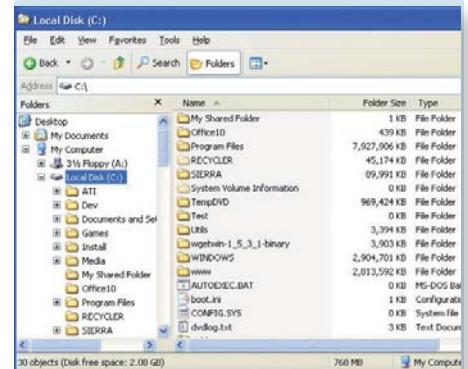 Local Disk (C:)
File Edit View Favorites Tools Help
Back Search Folders
Address C:\
Folders × Name Folder Size Type
Desktop
My Documents
My Computer
3½ Floppy (A:)
Local Disk (C:)
ATI
Dev
Documents and Set
Games
Install
Media
My Shared Folder
Office10
Program Files
RECYCLER
SIERRA
My Shared Folder 1 KB File Folder
Office10 439 KB File Folder
Program Files 7,927,906 KB File Folder
RECYCLER 45,174 KB File Folder
SIERRA 89,991 KB File Folder
System Volume Information 0 KB File Folder
TempDVD 969,424 KB File Folder
Test 0 KB File Folder
Utils 3,394 KB File Folder
wgetwin-1_5_3_1-binary 3,903 KB File Folder
WINDOWS 2,904,701 KB File Folder
www 2,813,592 KB File Folder
AUTOEXEC.BAT 0 KB MS-DOS Ba
boot.ini 1 KB Configurati
CONFIG.SYS 0 KB System file
dvdlog.txt 3 KB Text Docum
30 objects (Disk free space: 2.08 GB) 768 MB My Compute